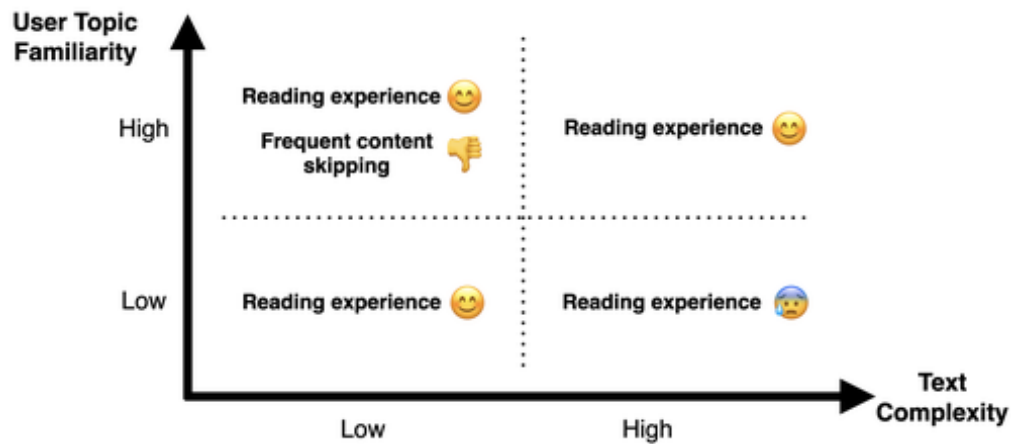 User Topic
Familiarity
High
Reading experience 😊
Frequent content
skipping 👎
Reading experience 😊
Low
Reading experience 😊
Reading experience 😰
Low
High
Text
Complexity